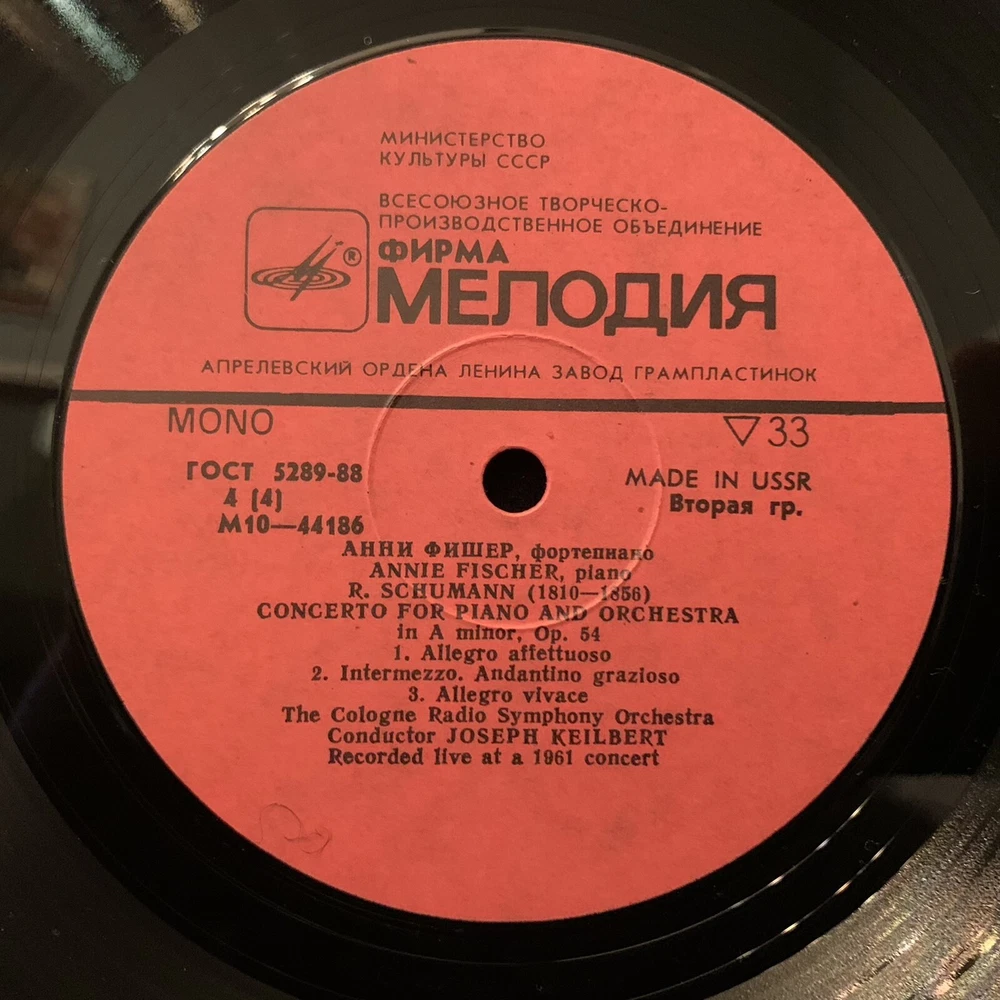 МИНИСТЕРСТВО
КУЛЬТУРЫ СССР
ВСЕСОЮЗНОЕ ТВОРЧЕСКО-
ПРОИЗВОДСТВЕННОЕ ОБЪЕДИНЕНИЕ
ФИРМА
®
МЕЛОДИЯ
АПРЕЛЕВСКИЙ ОРДЕНА ЛЕНИНА ЗАВОД ГРАМПЛАСТИНОК
MONO ▽33
ГОСТ 5289-88 MADE IN USSR
4 (4) Вторая гр.
М10—44186
АННИ ФИШЕР, фортепиано
ANNIE FISCHER, piano
R. SCHUMANN (1810—1856)
CONCERTO FOR PIANO AND ORCHESTRA
in A minor, Op. 54
1. Allegro affettuoso
2. Intermezzo. Andantino grazioso
3. Allegro vivace
The Cologne Radio Symphony Orchestra
Conductor JOSEPH KEILBERT
Recorded live at a 1961 concert